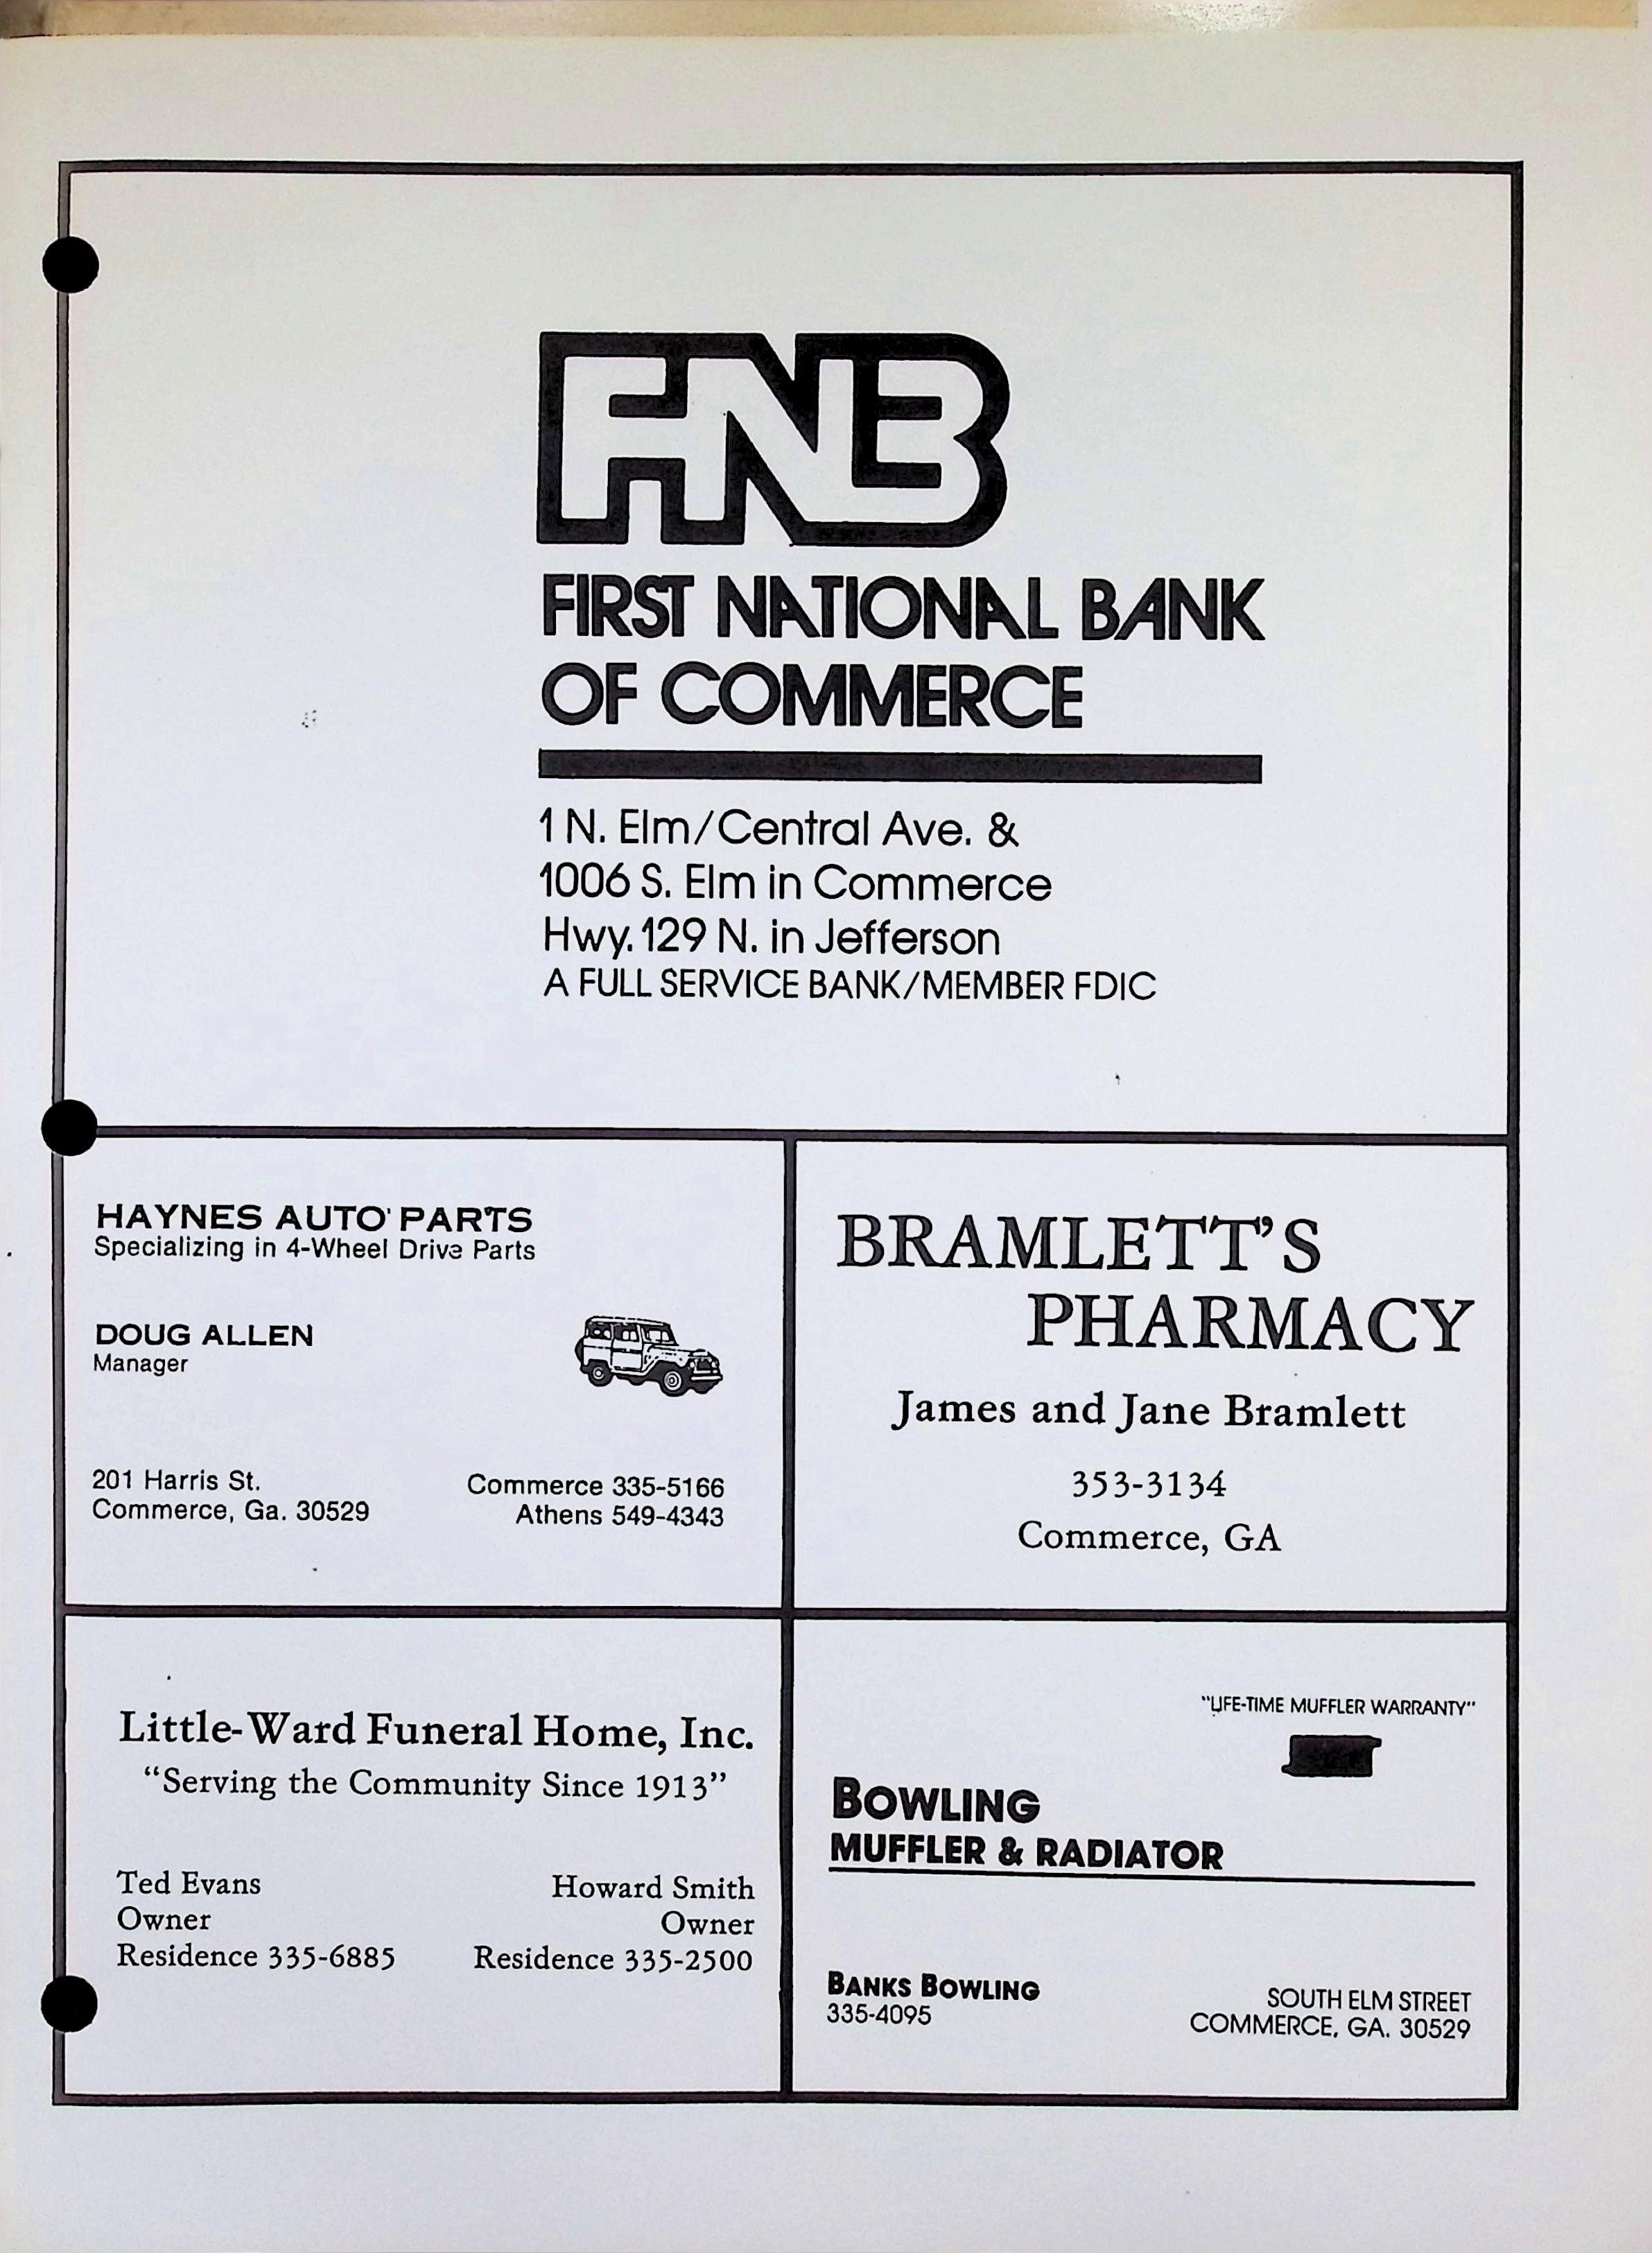 FNB
FIRST NATIONAL BANK
OF COMMERCE
1 N. Elm/Central Ave. &
1006 S. Elm in Commerce
Hwy. 129 N. in Jefferson
A FULL SERVICE BANK/MEMBER FDIC
HAYNES AUTO PARTS
Specializing in 4-Wheel Drive Parts
DOUG ALLEN
Manager
201 Harris St.
Commerce, Ga. 30529
Commerce 335-5166
Athens 549-4343
BRAMLETT'S
PHARMACY
James and Jane Bramlett
353-3134
Commerce, GA
Little-Ward Funeral Home, Inc.
“Serving the Community Since 1913”
Ted Evans
Owner
Residence 335-6885
Howard Smith
Owner
Residence 335-2500
"LIFE-TIME MUFFLER WARRANTY"
BOWLING
MUFFLER & RADIATOR
BANKS BOWLING
335-4095
SOUTH ELM STREET
COMMERCE, GA. 30529